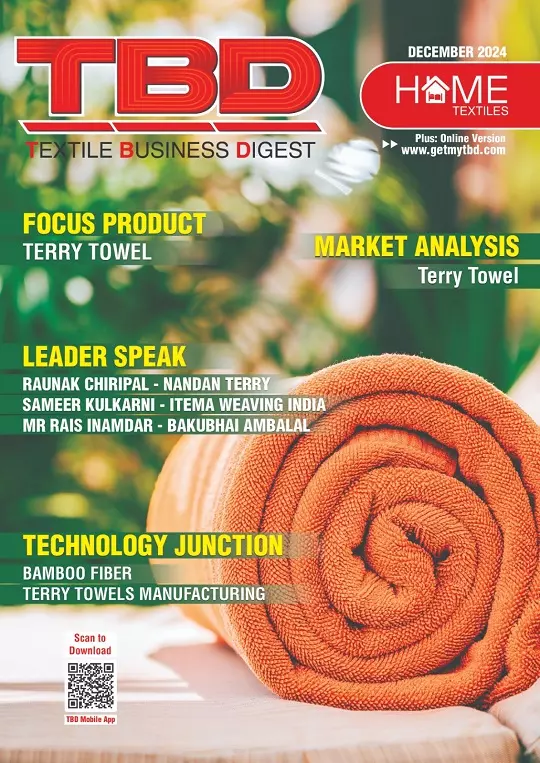 TBD
TEXTILE BUSINESS DIGEST
DECEMBER 2024
HOME
TEXTILES
Plus: Online Version
www.getmytbd.com
FOCUS PRODUCT
TERRY TOWEL
MARKET ANALYSIS
Terry Towel
LEADER SPEAK
RAUNAK CHIRIPAL - NANDAN TERRY
SAMEER KULKARNI - ITEMA WEAVING INDIA
MR RAIS INAMDAR - BAKUBHAI AMBALAL
TECHNOLOGY JUNCTION
BAMBOO FIBER
TERRY TOWELS MANUFACTURING
Scan to
Download
TBD Mobile App